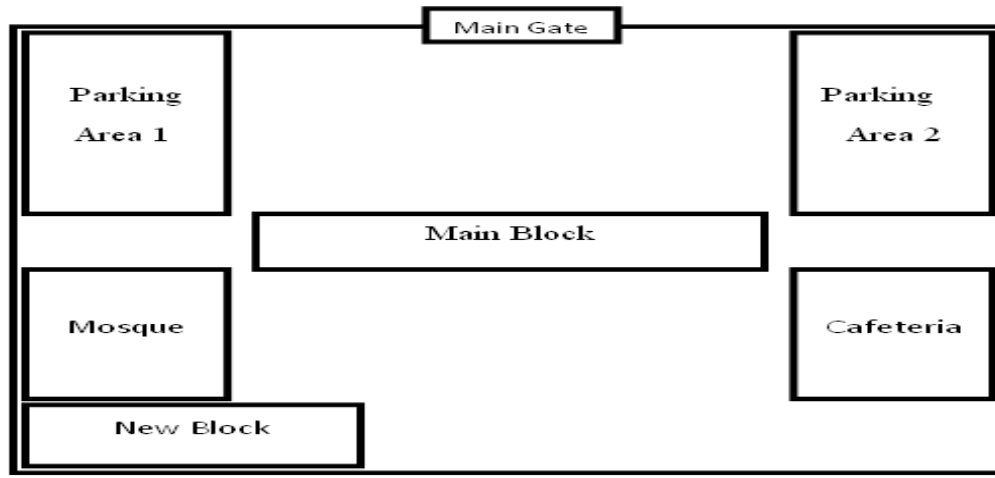 Main Gate
Parking
Area 1
Parking
Area 2
Main Block
Mosque
Cafeteria
New Block